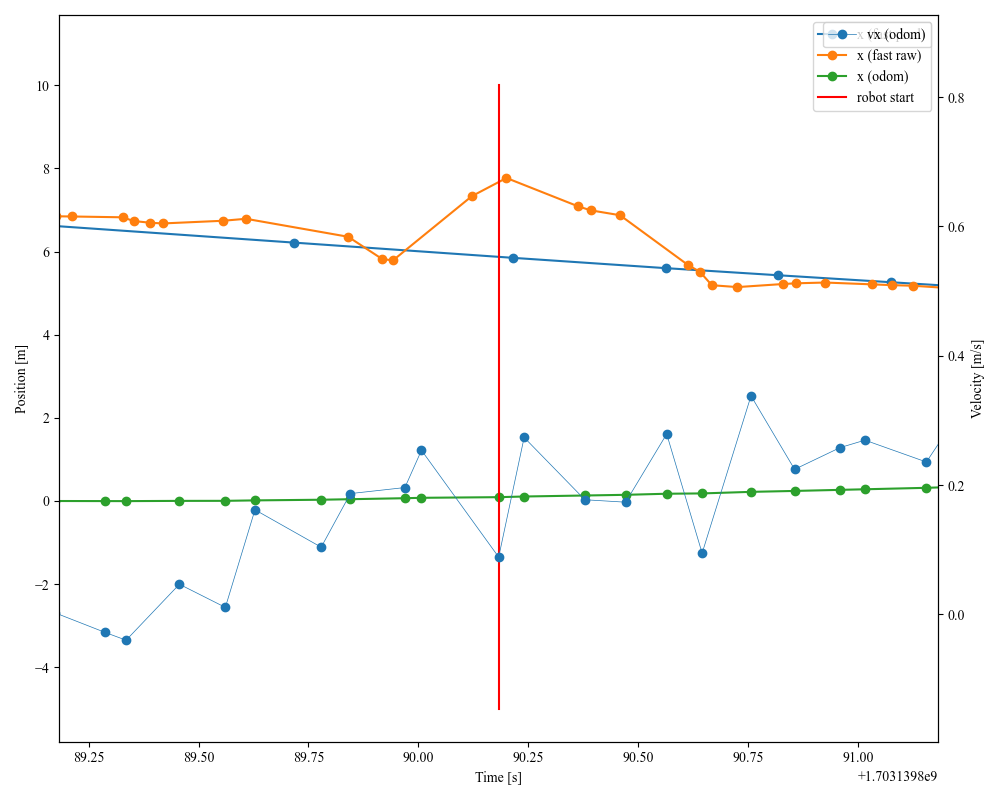 vx (odom)
x (fast raw)
x (odom)
robot start
10
8
6
4
2
0
−2
−4
Position [m]
0.8
0.6
0.4
0.2
0.0
Velocity [m/s]
89.25 89.50 89.75 90.00 90.25 90.50 90.75 91.00
Time [s]
+1.7031398e9